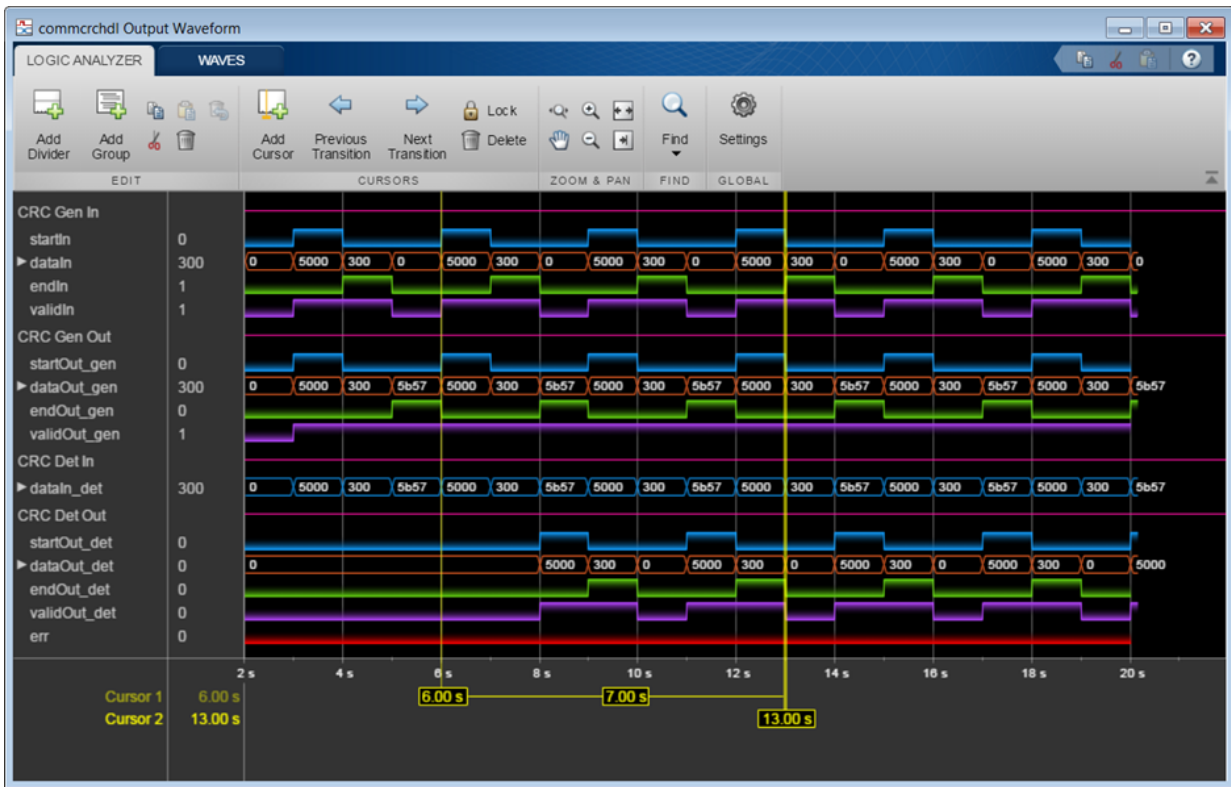 commcrchdl Output Waveform
LOGIC ANALYZER WAVES
?
Lock
Add Divider
Add Group
Add Cursor
Previous Transition
Next Transition
Delete
Find
Settings
EDIT CURSORS ZOOM & PAN FIND GLOBAL
CRC Gen In
startIn 0
dataIn 300 0 5000 300 0 5000 300 0 5000 300 0 5000 300 0 5000 300 0 5000 300 0
endIn 1
validIn 1
CRC Gen Out
startOut_gen 0
dataOut_gen 300 0 5000 300 5b57 5000 300 5b57 5000 300 5b57 5000 300 5b57 5000 300 5b57 5000 300 5b57
endOut_gen 0
validOut_gen 1
CRC Det In
dataIn_det 300 0 5000 300 5b57 5000 300 5b57 5000 300 5b57 5000 300 5b57 5000 300 5b57 5000 300 5b57
CRC Det Out
startOut_det 0
dataOut_det 0 0 5000 300 0 5000 300 0 5000 300 0 5000 300 0 5000
endOut_det 0
validOut_det 0
err 0
2 s 4 s 6 s 8 s 10 s 12 s 14 s 16 s 18 s 20 s
Cursor 1 6.00 s 6.00 s 7.00 s
Cursor 2 13.00 s 13.00 s